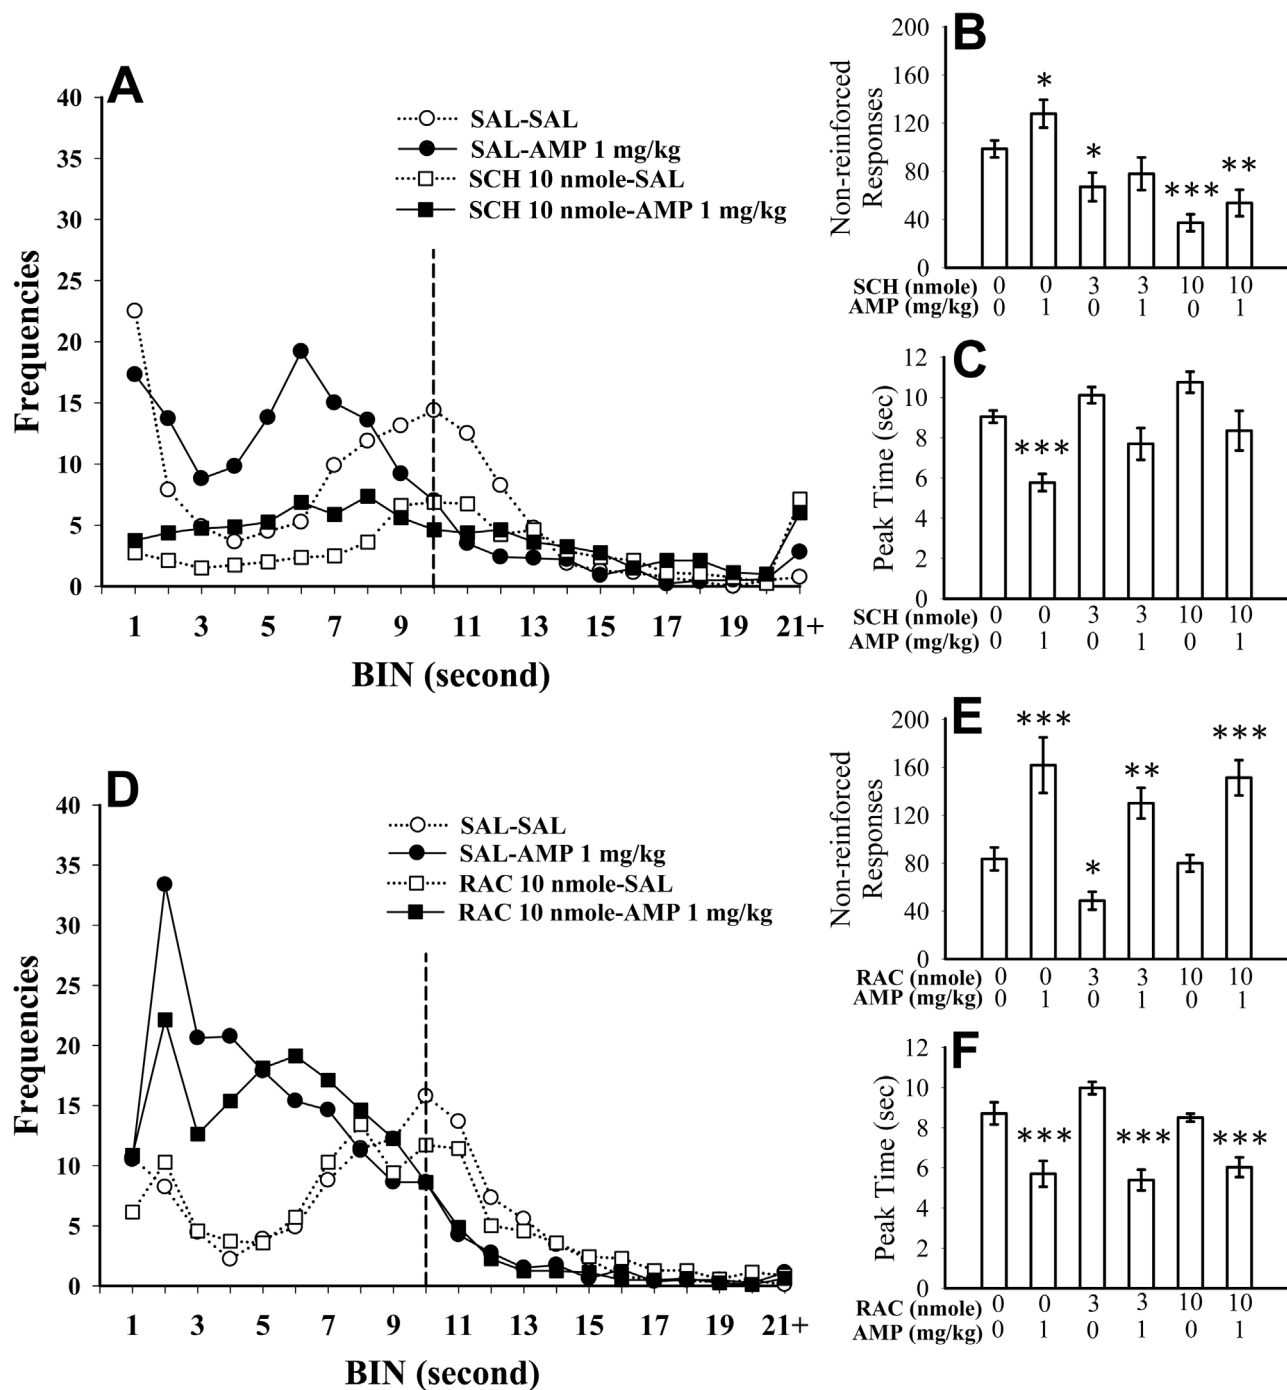 A
40
35
30
25
20
15
10
5
0
Frequencies
SAL-SAL
SAL-AMP 1 mg/kg
SCH 10 nmole-SAL
SCH 10 nmole-AMP 1 mg/kg
1 3 5 7 9 11 13 15 17 19 21+
BIN (second)
B
200
160
120
80
40
0
Non-reinforced
Responses
* * *** **
SCH (nmole) 0 0 3 3 10 10
AMP (mg/kg) 0 1 0 1 0 1
C
12
10
8
6
4
2
0
Peak Time (sec)
***
SCH (nmole) 0 0 3 3 10 10
AMP (mg/kg) 0 1 0 1 0 1
D
40
35
30
25
20
15
10
5
0
Frequencies
SAL-SAL
SAL-AMP 1 mg/kg
RAC 10 nmole-SAL
RAC 10 nmole-AMP 1 mg/kg
1 3 5 7 9 11 13 15 17 19 21+
BIN (second)
E
200
160
120
80
40
0
Non-reinforced
Responses
*** * ** ***
RAC (nmole) 0 0 3 3 10 10
AMP (mg/kg) 0 1 0 1 0 1
F
12
10
8
6
4
2
0
Peak Time (sec)
*** *** ***
RAC (nmole) 0 0 3 3 10 10
AMP (mg/kg) 0 1 0 1 0 1